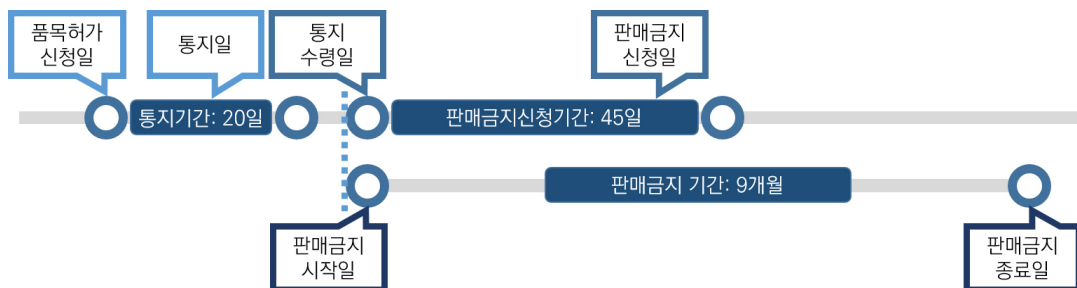 품목허가
신청일
통지일
통지
수령일
판매금지
신청일
통지기간: 20일
판매금지신청기간: 45일
판매금지 기간: 9개월
판매금지
시작일
판매금지
종료일